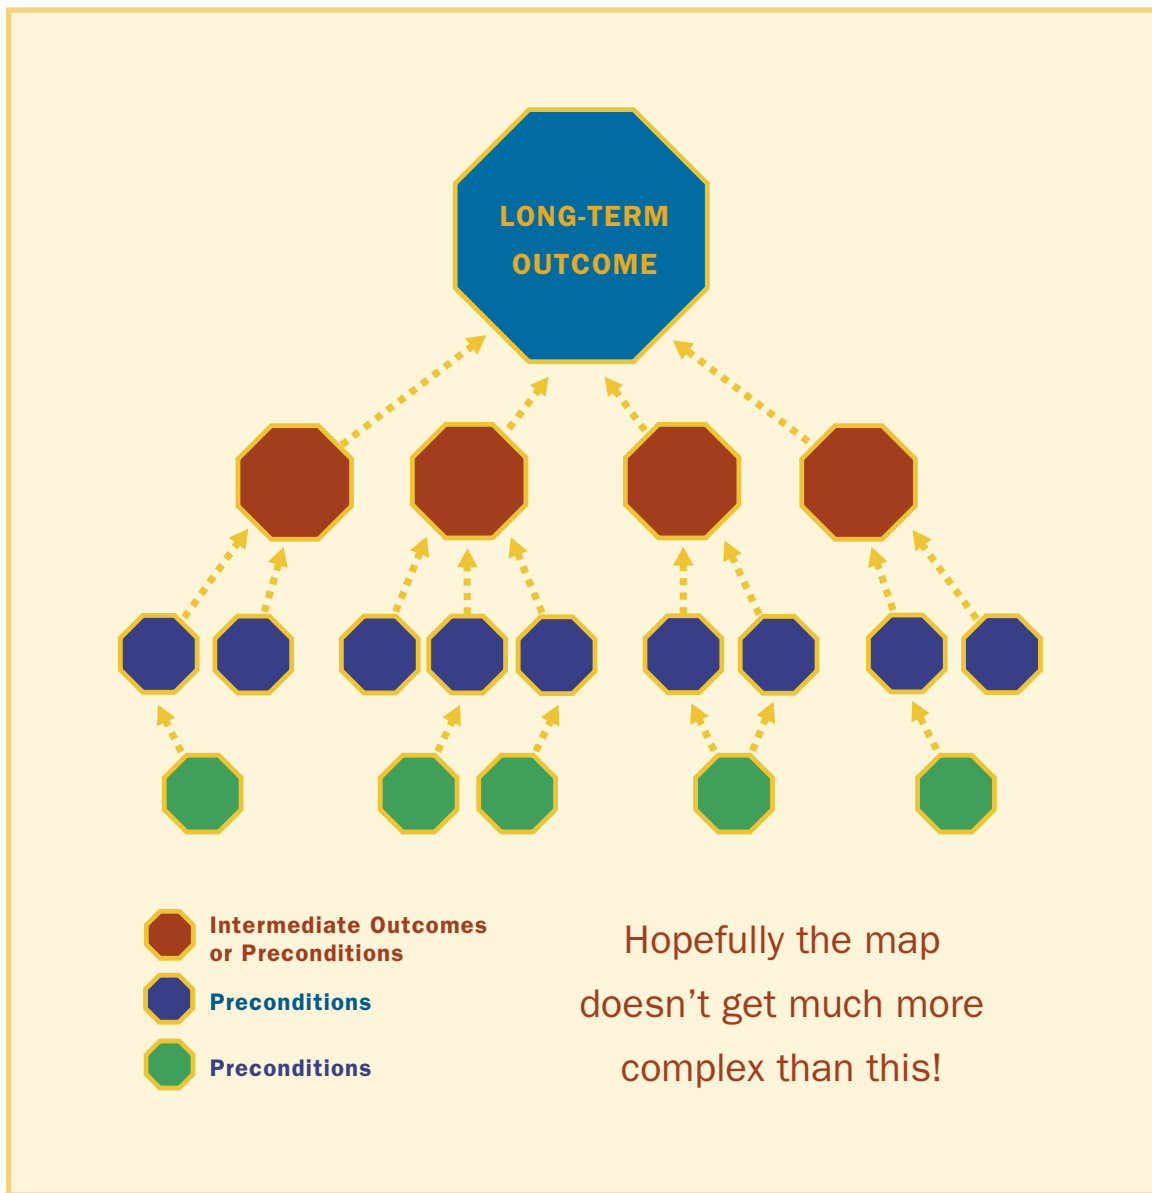 LONG-TERM
OUTCOME
Intermediate Outcomes
or Preconditions
Preconditions
Preconditions
Hopefully the map
doesn’t get much more
complex than this!